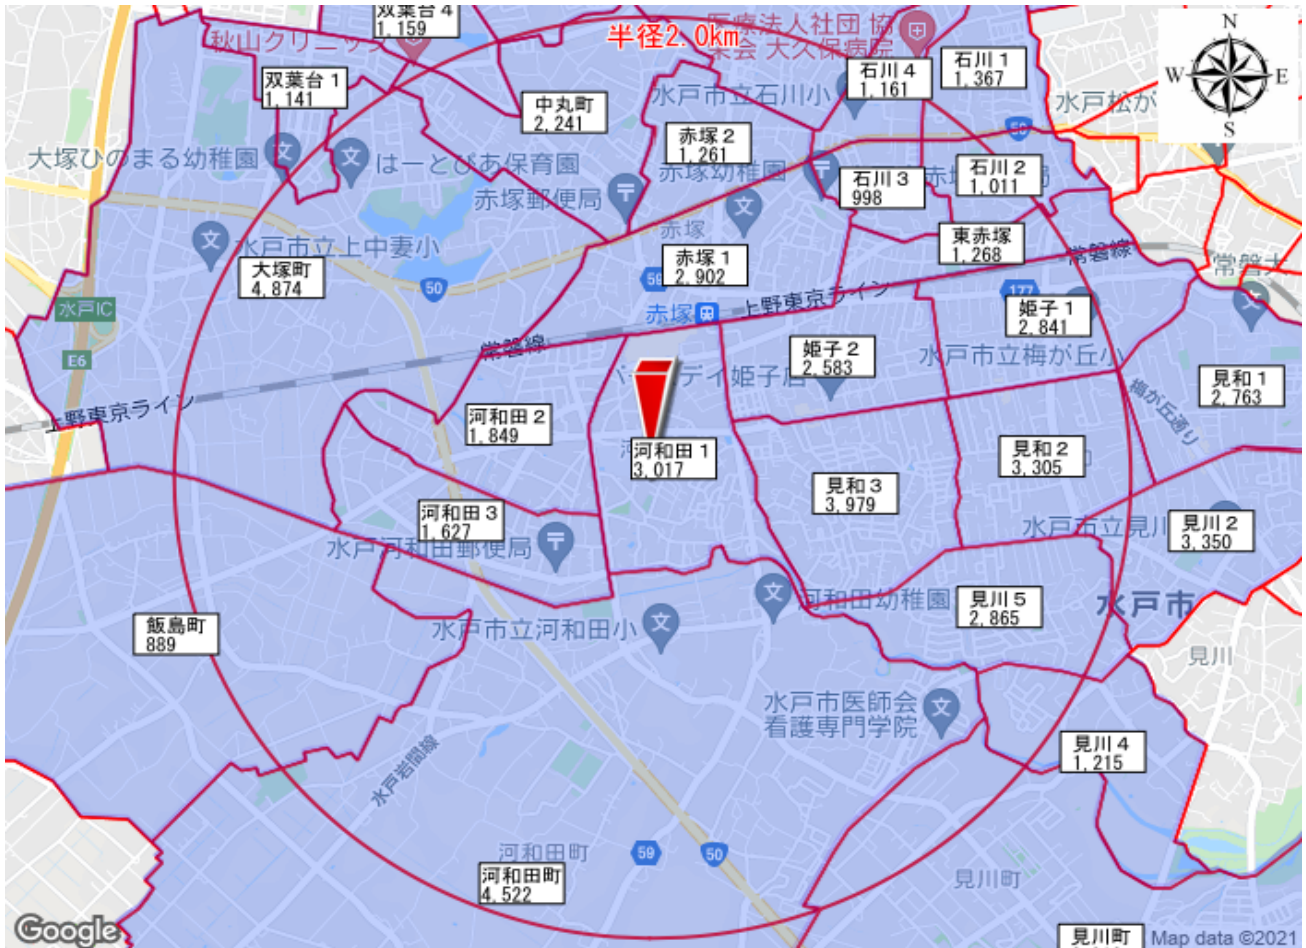 双葉台4
1,159
秋山クリニック
半径2.0km
医療法人社団 協
栄会 大久保病院
N
W
E
S
石川1
1,367
石川4
1,161
双葉台1
1,141
中丸町
2,241
水戸市立石川小
水戸松が
50
赤塚2
1,261
大塚ひのまる幼稚園
はーとぴあ保育園
赤塚幼稚園
石川2
1,011
石川3
998
赤塚郵便局
赤塚
水戸市立上中妻小
東赤塚
1,268
常磐線
赤塚1
2,902
大塚町
4,874
常磐大
59
50
177
上野東京ライン
水戸IC
赤塚
姫子1
2,841
E6
常磐線
姫子2
2,583
水戸市立梅が丘小
デイ姫子店
見和1
2,763
上野東京ライン
梅が丘通り
河和田2
1,849
河和田1
3,017
見和2
3,305
見和3
3,979
河和田3
1,627
水戸市立見川
見川2
3,350
水戸河和田郵便局
河和田幼稚園
見川5
2,865
水戸市
飯島町
889
水戸市立河和田小
見川
水戸市医師会
看護専門学院
見川4
1,215
水戸岩間線
河和田町
59
50
河和田町
4,522
見川町
見川町
Google
Map data ©2021